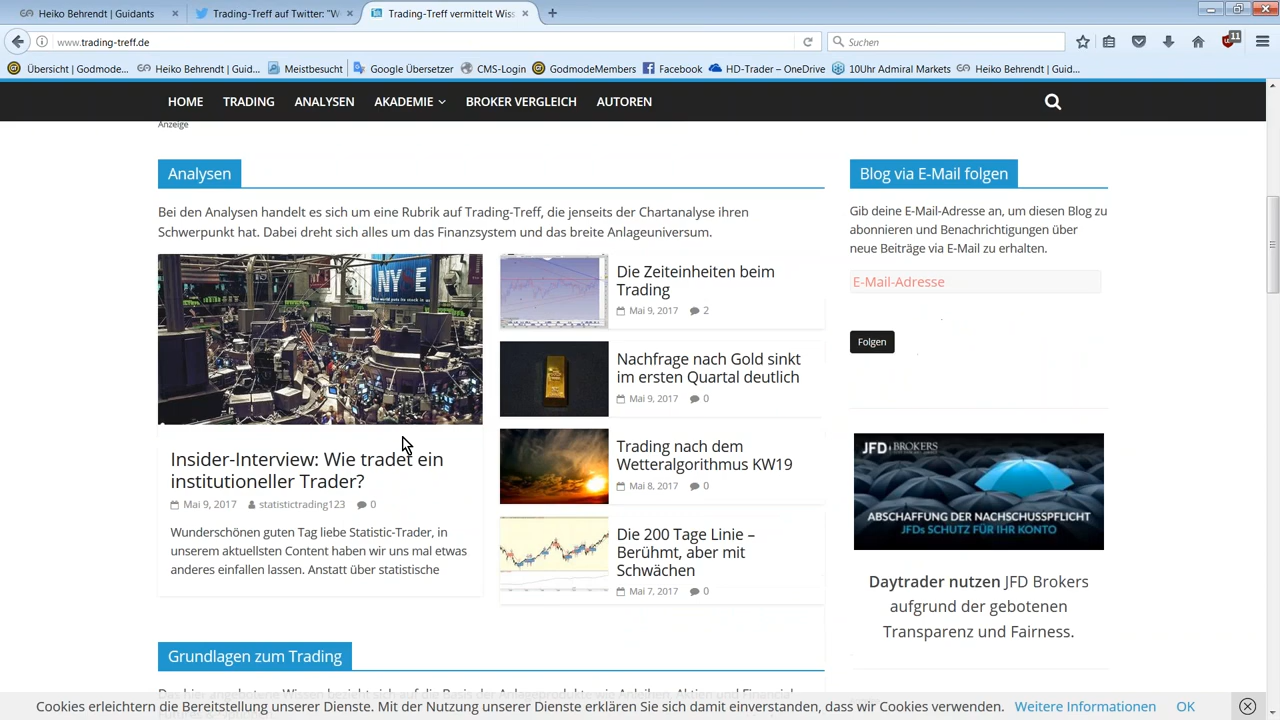 Heiko Behrendt | Guidants
Trading-Treff auf Twitter: "W
Trading-Treff vermittelt Wiss
www.trading-treff.de
Suchen
11
Übersicht | Godmode...
Heiko Behrendt | Guid...
Meistbesucht
Google Übersetzer
CMS-Login
GodmodeMembers
Facebook
HD-Trader – OneDrive
10Uhr Admiral Markets
Heiko Behrendt | Guid...
HOME TRADING ANALYSEN AKADEMIE BROKER VERGLEICH AUTOREN
Anzeige
Analysen
Bei den Analysen handelt es sich um eine Rubrik auf Trading-Treff, die jenseits der Chartanalyse ihren
Schwerpunkt hat. Dabei dreht sich alles um das Finanzsystem und das breite Anlageuniversum.
Insider-Interview: Wie tradet ein
institutioneller Trader?
Mai 9, 2017 statistictrading123 0
Wunderschönen guten Tag liebe Statistic-Trader, in
unserem aktuellsten Content haben wir uns mal etwas
anderes einfallen lassen. Anstatt über statistische
Die Zeiteinheiten beim
Trading
Mai 9, 2017 2
Nachfrage nach Gold sinkt
im ersten Quartal deutlich
Mai 9, 2017 0
Trading nach dem
Wetteralgorithmus KW19
Mai 8, 2017 0
Die 200 Tage Linie –
Berühmt, aber mit
Schwächen
Mai 7, 2017 0
Blog via E-Mail folgen
Gib deine E-Mail-Adresse an, um diesen Blog zu
abonnieren und Benachrichtigungen über
neue Beiträge via E-Mail zu erhalten.
E-Mail-Adresse
Folgen
JFD BROKERS
ABSCHAFFUNG DER NACHSCHUSSPFLICHT
JFDs SCHUTZ FÜR IHR KONTO
Daytrader nutzen JFD Brokers
aufgrund der gebotenen
Transparenz und Fairness.
Grundlagen zum Trading
Cookies erleichtern die Bereitstellung unserer Dienste. Mit der Nutzung unserer Dienste erklären Sie sich damit einverstanden, dass wir Cookies verwenden. Weitere Informationen OK